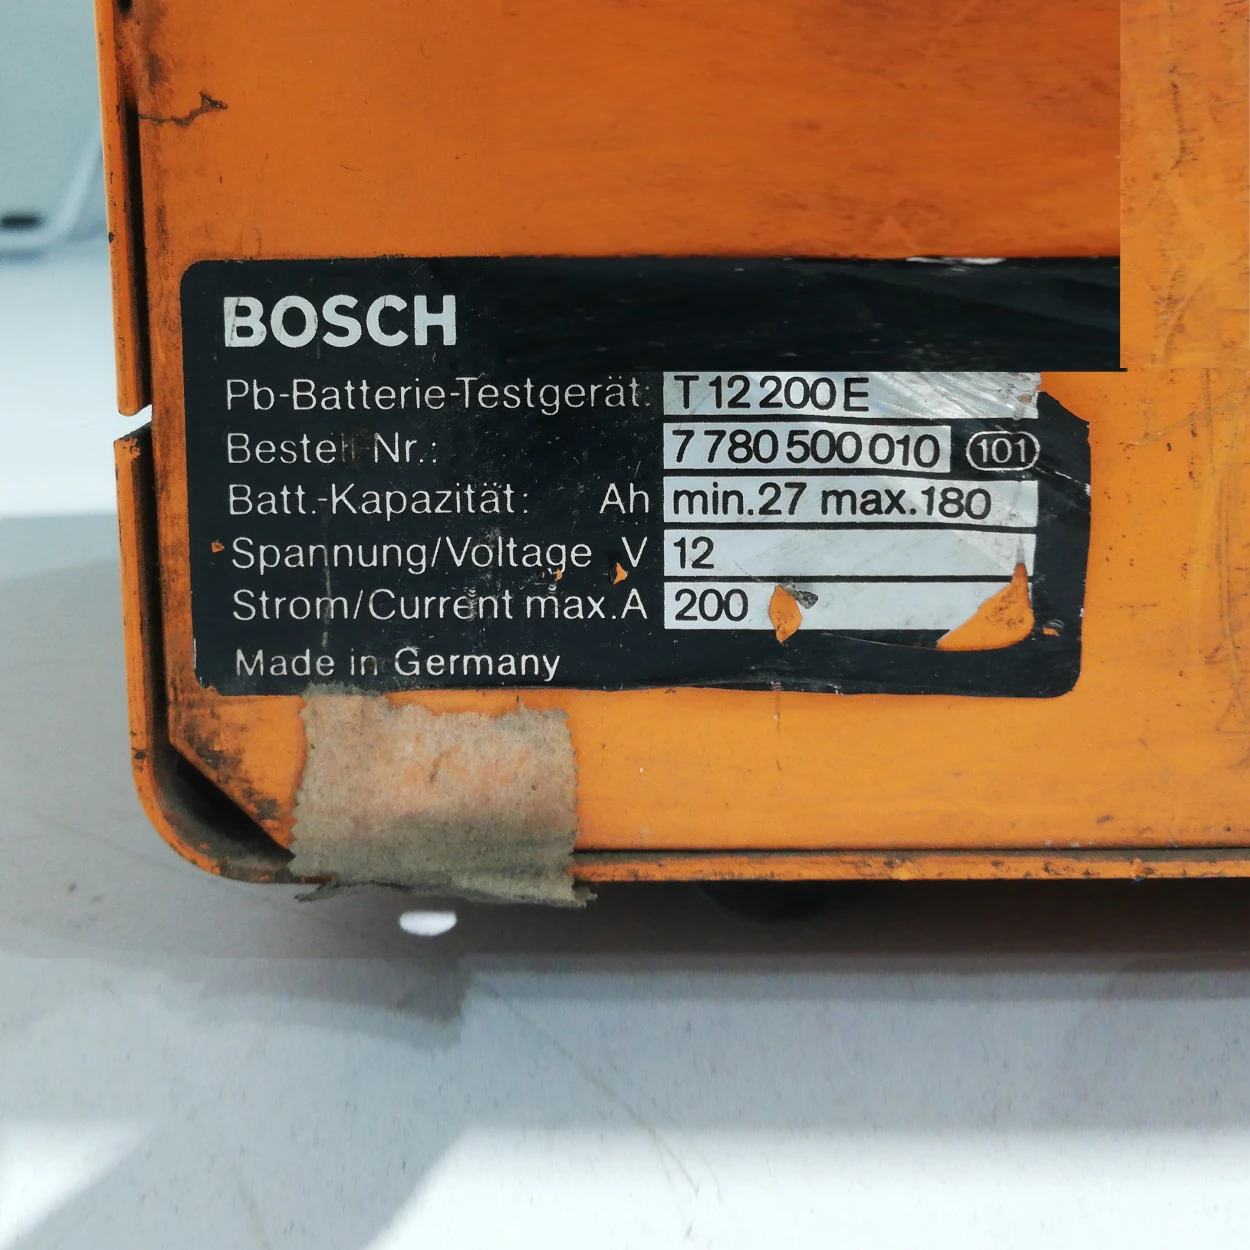 BOSCH
Pb-Batterie-Testgerät: T 12 200 E
Bestell Nr.: 7 780 500 010 101
Batt.-Kapazität: Ah min.27 max.180
Spannung/Voltage V 12
Strom/Current max.A 200
Made in Germany